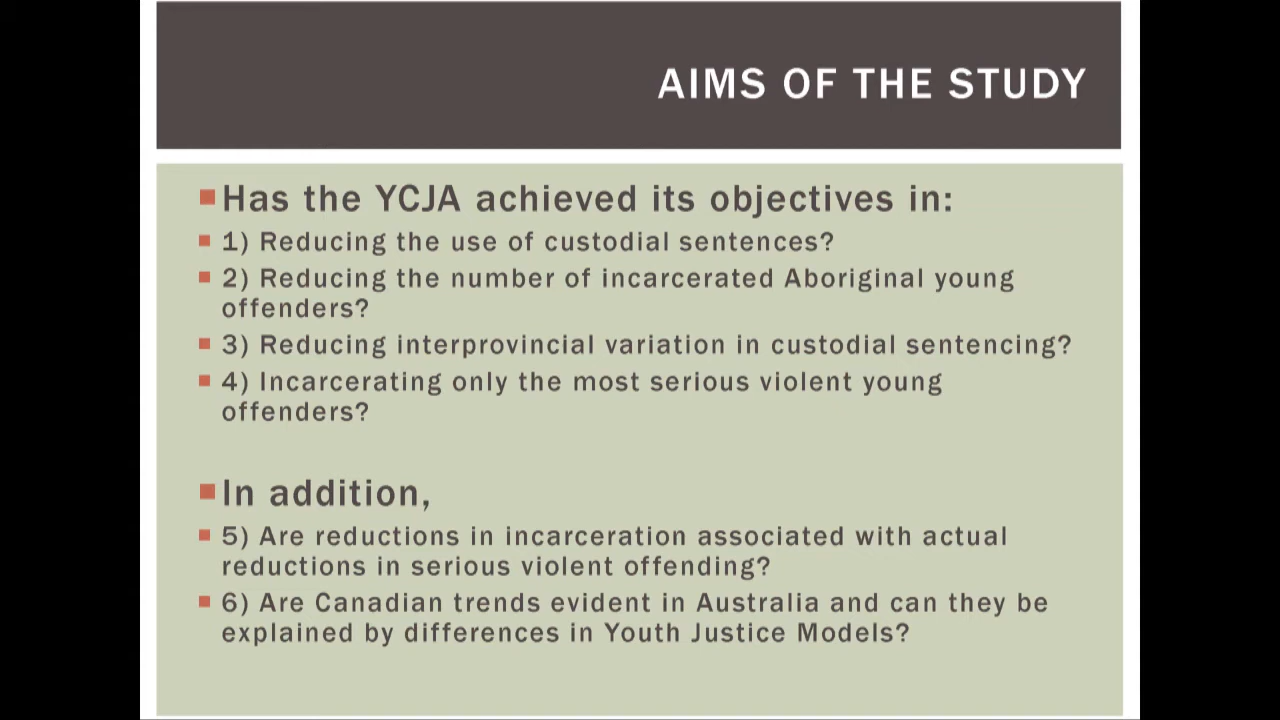 AIMS OF THE STUDY
Has the YCJA achieved its objectives in:
1) Reducing the use of custodial sentences?
2) Reducing the number of incarcerated Aboriginal young
offenders?
3) Reducing interprovincial variation in custodial sentencing?
4) Incarcerating only the most serious violent young
offenders?
In addition,
5) Are reductions in incarceration associated with actual
reductions in serious violent offending?
6) Are Canadian trends evident in Australia and can they be
explained by differences in Youth Justice Models?